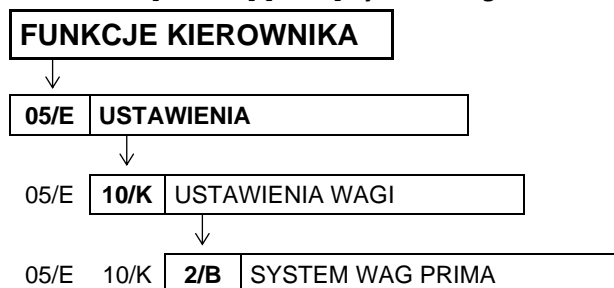 FUNKCJE KIEROWNIKA
05/E USTAWIENIA
05/E 10/K USTAWIENIA WAGI
05/E 10/K 2/B SYSTEM WAG PRIMA